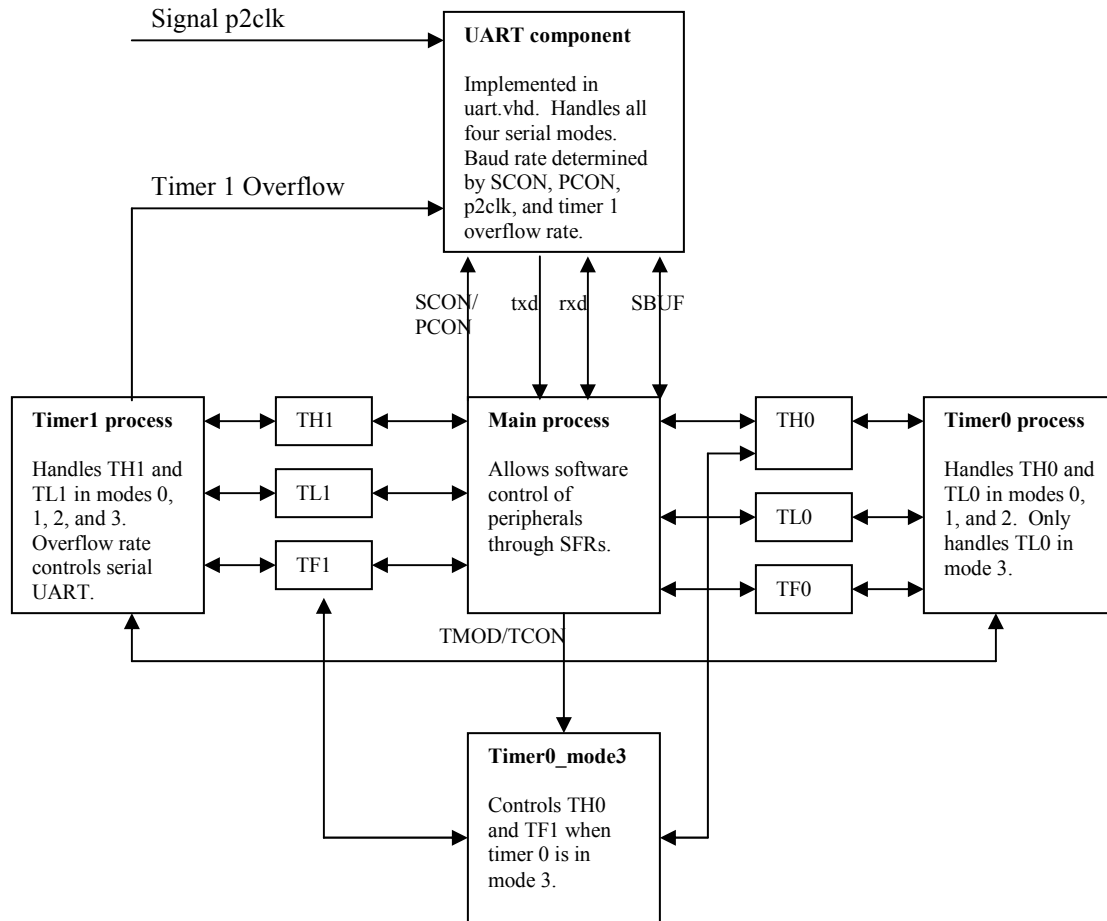 Signal p2clk
UART component
Implemented in
uart.vhd. Handles all
four serial modes.
Baud rate determined
by SCON, PCON,
p2clk, and timer 1
overflow rate.
Timer 1 Overflow
SCON/
PCON
txd
rxd
SBUF
Timer1 process
Handles TH1 and
TL1 in modes 0,
1, 2, and 3.
Overflow rate
controls serial
UART.
TH1
TL1
TF1
Main process
Allows software
control of
peripherals
through SFRs.
TH0
TL0
TF0
Timer0 process
Handles TH0 and
TL0 in modes 0,
1, and 2. Only
handles TL0 in
mode 3.
TMOD/TCON
Timer0_mode3
Controls TH0
and TF1 when
timer 0 is in
mode 3.